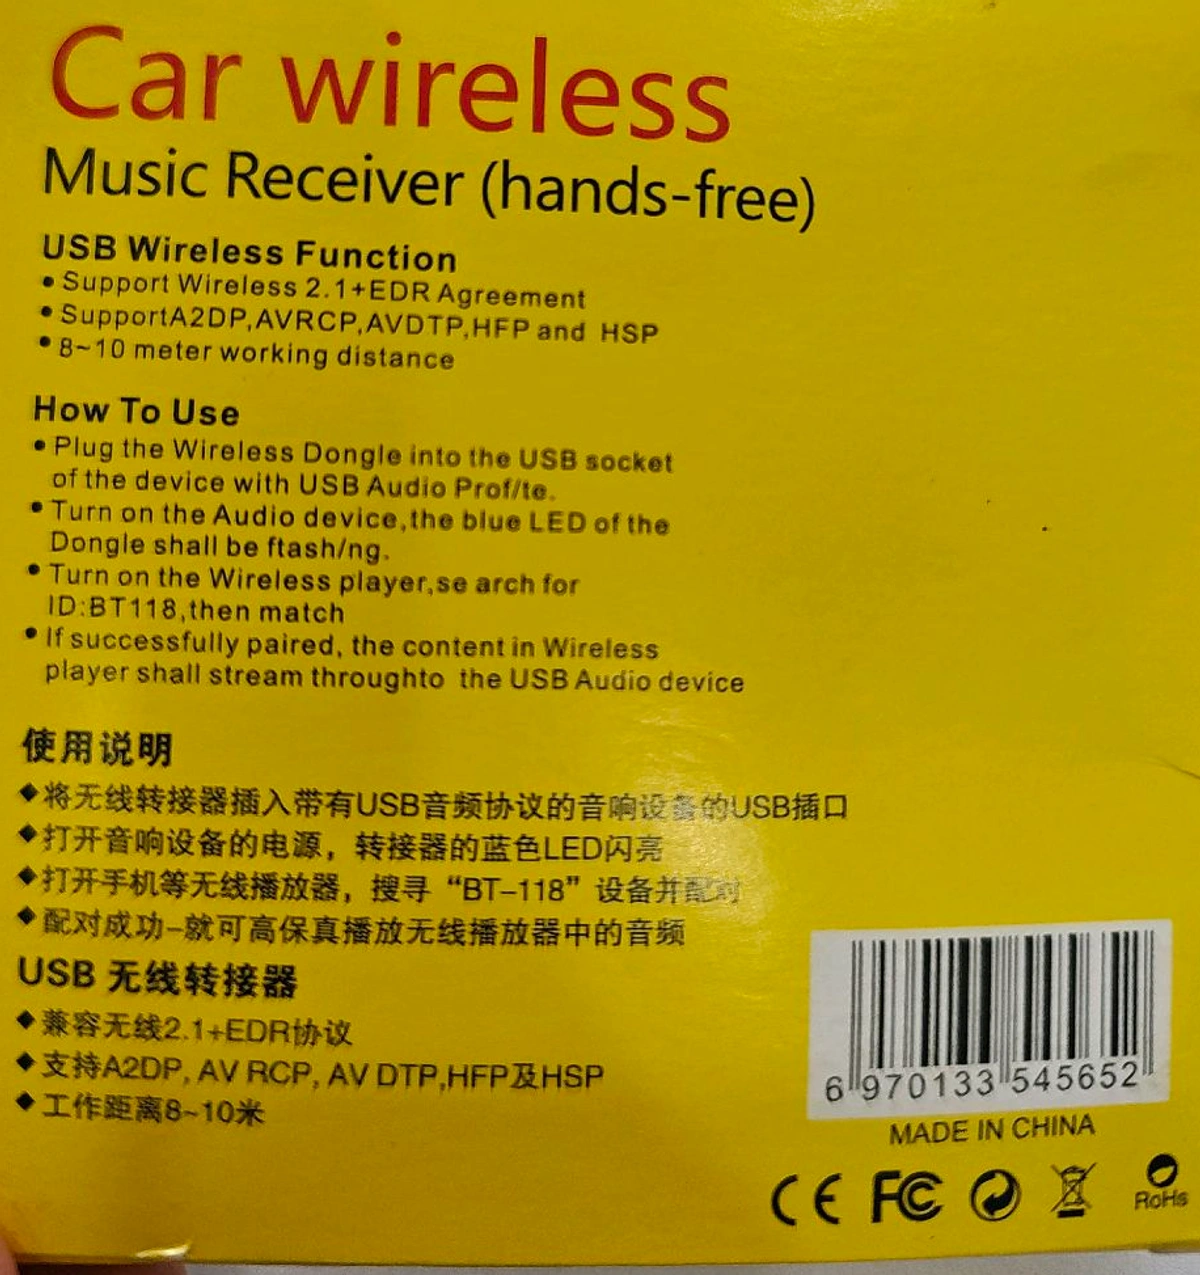 Car wireless
Music Receiver (hands-free)
USB Wireless Function
• Support Wireless 2.1+EDR Agreement
• SupportA2DP,AVRCP,AVDTP,HFP and HSP
• 8~10 meter working distance
How To Use
• Plug the Wireless Dongle into the USB socket
of the device with USB Audio Prof/te.
• Turn on the Audio device,the blue LED of the
Dongle shall be ftash/ng.
• Turn on the Wireless player,se arch for
ID:BT118,then match
• If successfully paired, the content in Wireless
player shall stream throughto the USB Audio device
使用说明
◆将无线转接器插入带有USB音频协议的音响设备的USB插口
◆打开音响设备的电源，转接器的蓝色LED闪亮
◆打开手机等无线播放器，搜寻“BT-118”设备并配对
◆配对成功-就可高保真播放无线播放器中的音频
USB 无线转接器
◆兼容无线2.1+EDR协议
◆支持A2DP, AV RCP, AV DTP,HFP及HSP
◆工作距离8~10米
6 970133 545652
MADE IN CHINA
CE FC RoHs